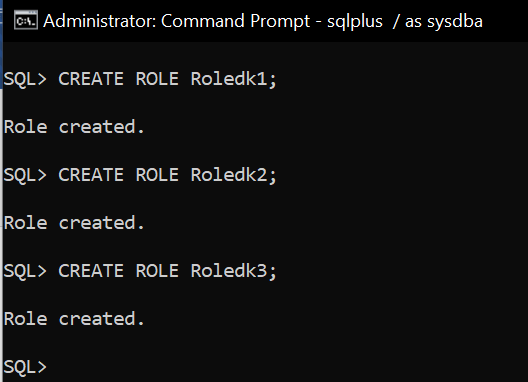 Administrator: Command Prompt - sqlplus  / as sysdba
SQL> CREATE ROLE Roledk1;
Role created.
SQL> CREATE ROLE Roledk2;
Role created.
SQL> CREATE ROLE Roledk3;
Role created.
SQL>